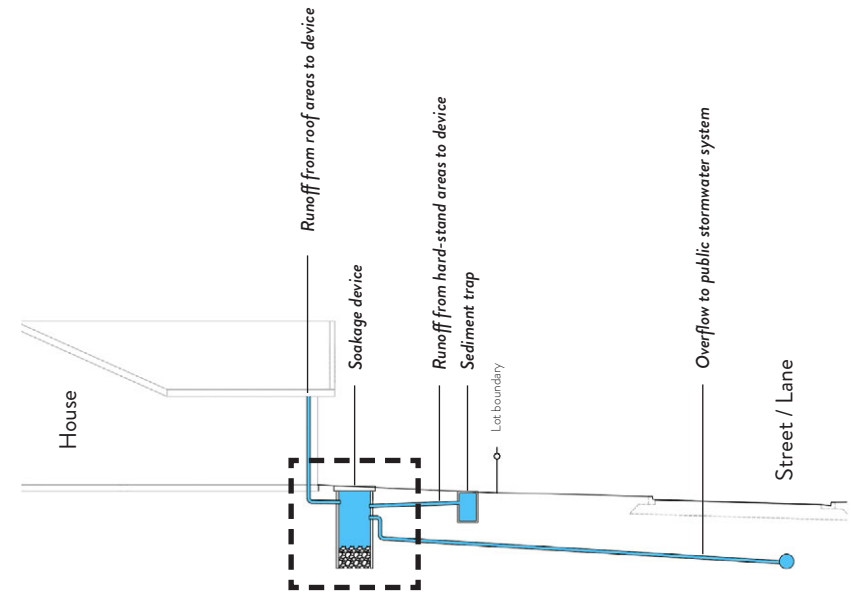 House
Runoff from roof areas to device
Soakage device
Runoff from hard-stand areas to device
Sediment trap
Lot boundary
Overflow to public stormwater system
Street / Lane